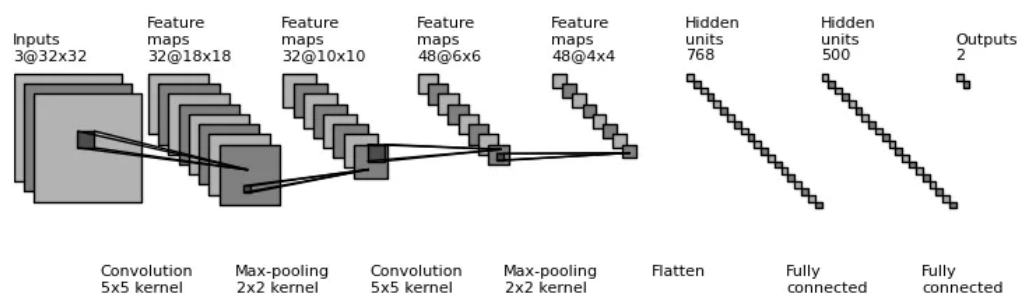 Inputs
3@32x32
Feature
maps
32@18x18
Feature
maps
32@10x10
Feature
maps
48@6x6
Feature
maps
48@4x4
Hidden
units
768
Hidden
units
500
Outputs
2
Convolution
5x5 kernel
Max-pooling
2x2 kernel
Convolution
5x5 kernel
Max-pooling
2x2 kernel
Flatten
Fully
connected
Fully
connected